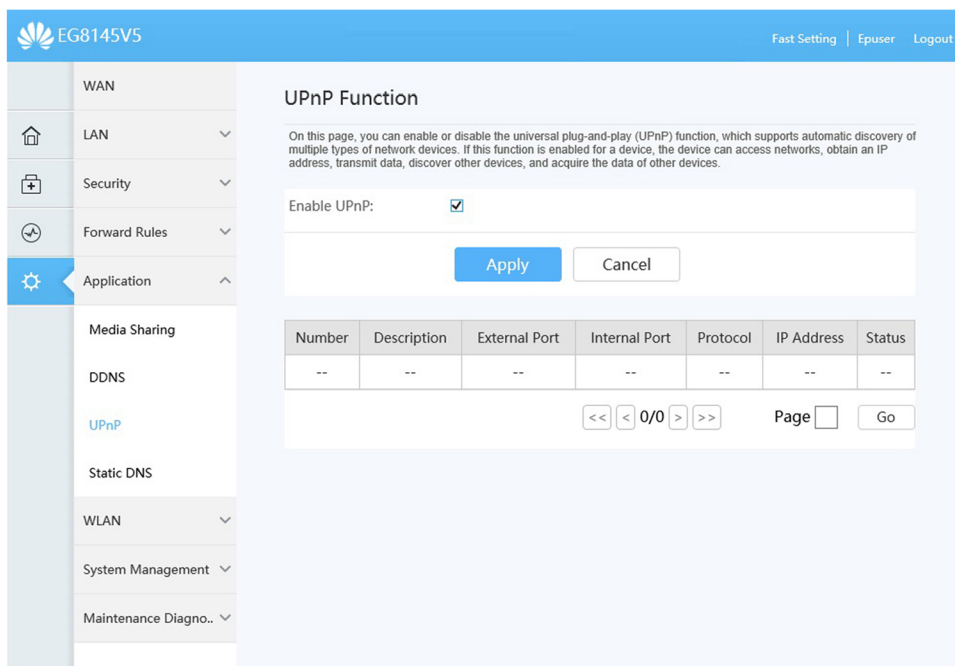 EG8145V5
Fast Setting Epuser Logout
WAN
LAN
Security
Forward Rules
Application
Media Sharing
DDNS
UPnP
Static DNS
WLAN
System Management
Maintenance Diagno..
UPnP Function
On this page, you can enable or disable the universal plug-and-play (UPnP) function, which supports automatic discovery of
multiple types of network devices. If this function is enabled for a device, the device can access networks, obtain an IP
address, transmit data, discover other devices, and acquire the data of other devices.
Enable UPnP:
Apply Cancel
Number Description External Port Internal Port Protocol IP Address Status
-- -- -- -- -- -- --
<< < 0/0 > >> Page Go